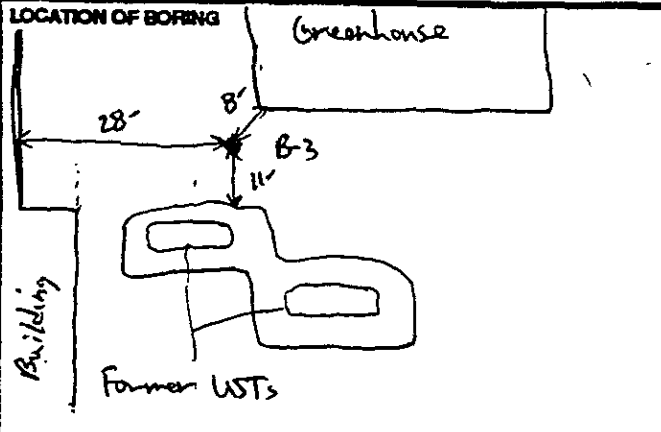 LOCATION OF BORING
Greenhouse
8'
28'
B-3
11'
Building
Former USTs